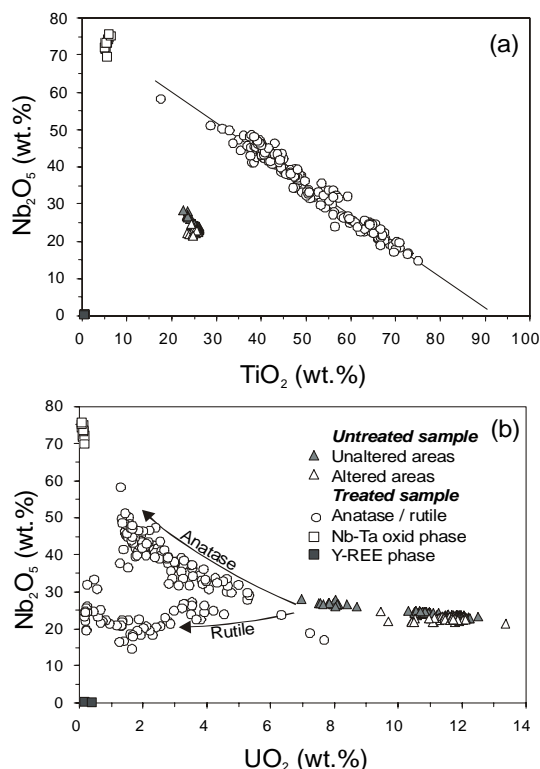 (a)
80
70
60
50
40
30
20
10
0
Nb2O5 (wt.%)
0 10 20 30 40 50 60 70 80 90 100
TiO2 (wt.%)
(b)
80
70
60
50
40
30
20
10
0
Nb2O5 (wt.%)
Untreated sample
Unaltered areas
Altered areas
Treated sample
Anatase / rutile
Nb-Ta oxid phase
Y-REE phase
Anatase
Rutile
0 2 4 6 8 10 12 14
UO2 (wt.%)